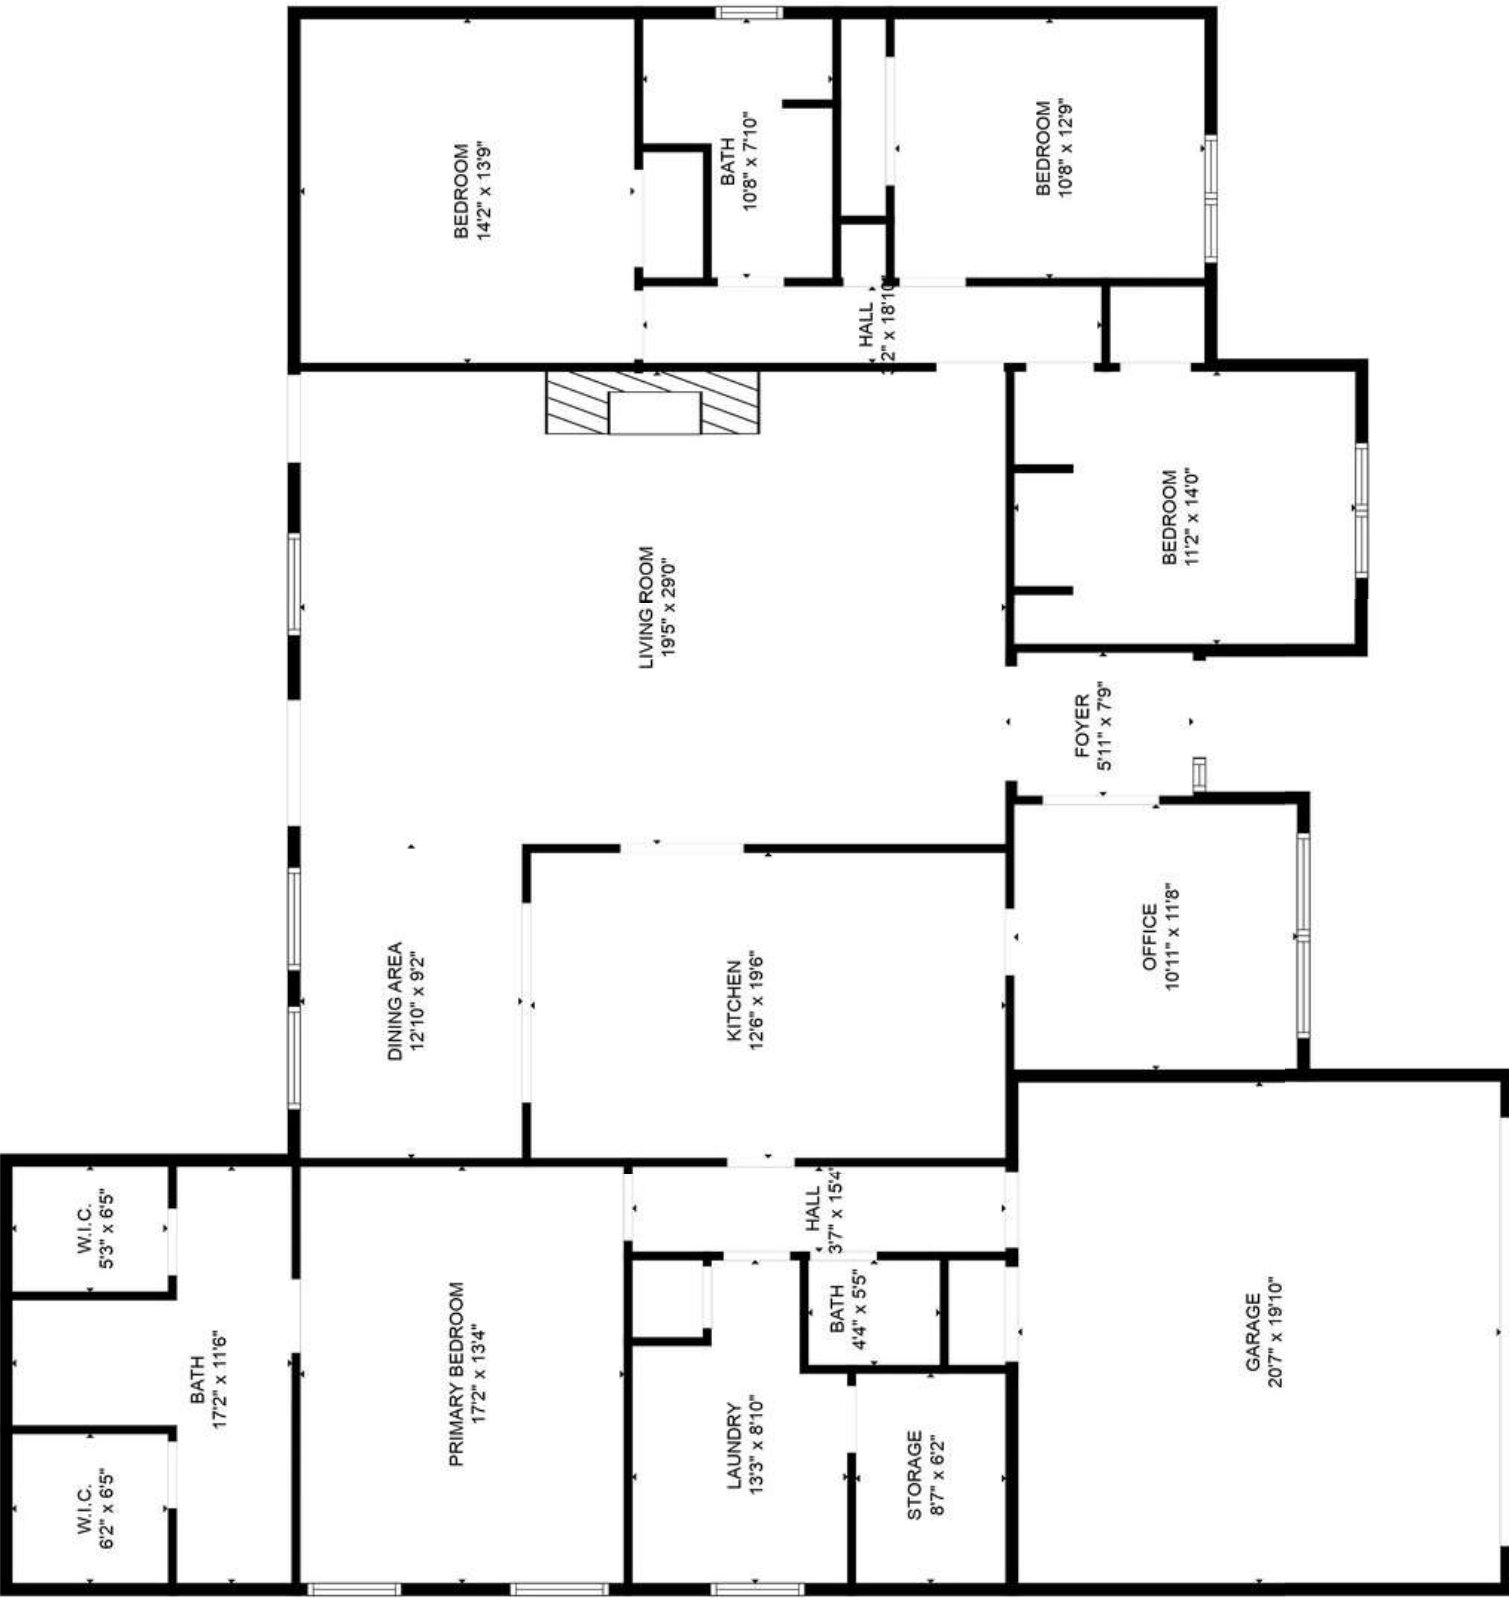 W.I.C.
6'2" x 6'5"
W.I.C.
5'3" x 6'5"
BATH
17'2" x 11'6"
DINING AREA
12'10" x 9'2"
PRIMARY BEDROOM
17'2" x 13'4"
BEDROOM
14'2" x 13'9"
LIVING ROOM
19'5" x 29'0"
LAUNDRY
13'3" x 8'10"
KITCHEN
12'6" x 19'6"
BATH
10'8" x 7'10"
HALL
3'7" x 15'4"
BATH
4'4" x 5'5"
HALL
3'2" x 18'10"
STORAGE
8'7" x 6'2"
BEDROOM
10'8" x 12'9"
FOYER
5'11" x 7'9"
OFFICE
10'11" x 11'8"
BEDROOM
11'2" x 14'0"
GARAGE
20'7" x 19'10"